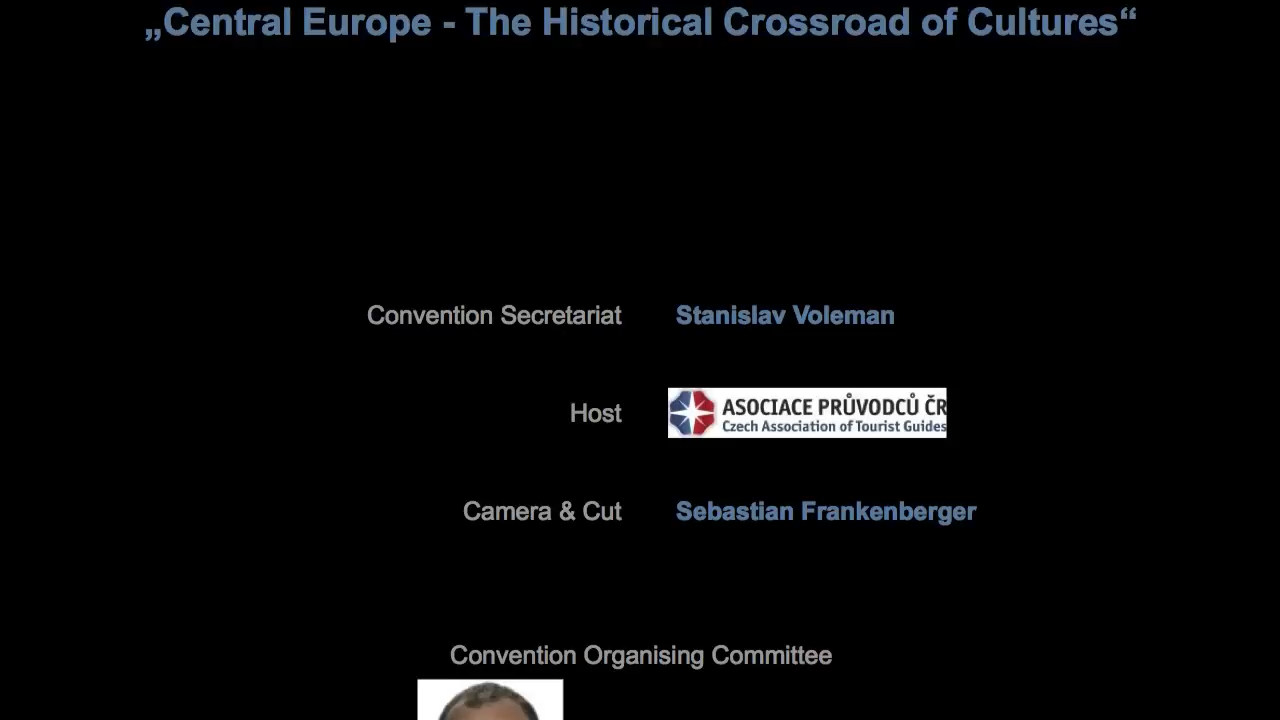 „Central Europe - The Historical Crossroad of Cultures“
Convention Secretariat Stanislav Voleman
Host ASOCIACE PRŮVODCŮ ČR
Czech Association of Tourist Guides
Camera & Cut Sebastian Frankenberger
Convention Organising Committee